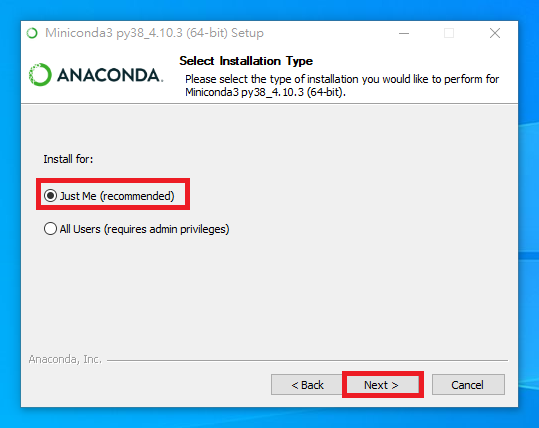 Miniconda3 py38_4.10.3 (64-bit) Setup
ANACONDA.
Select Installation Type
Please select the type of installation you would like to perform for
Miniconda3 py38_4.10.3 (64-bit).
Install for:
Just Me (recommended)
All Users (requires admin privileges)
Anaconda, Inc.
< Back
Next >
Cancel